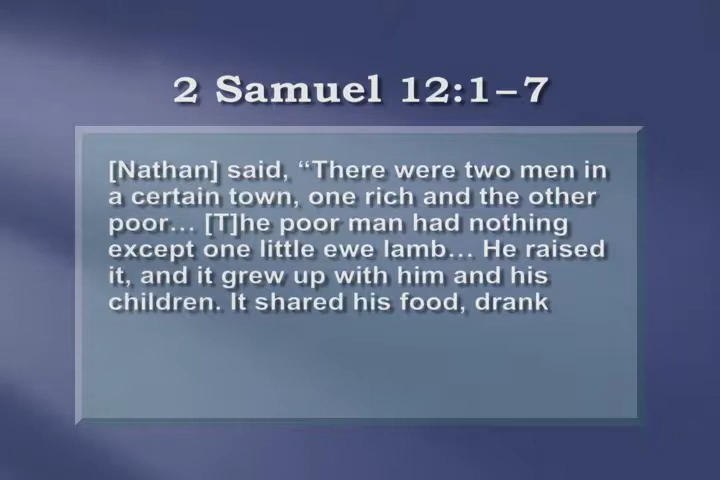 2 Samuel 12:1–7
[Nathan] said, “There were two men in
a certain town, one rich and the other
poor… [T]he poor man had nothing
except one little ewe lamb… He raised
it, and it grew up with him and his
children. It shared his food, drank